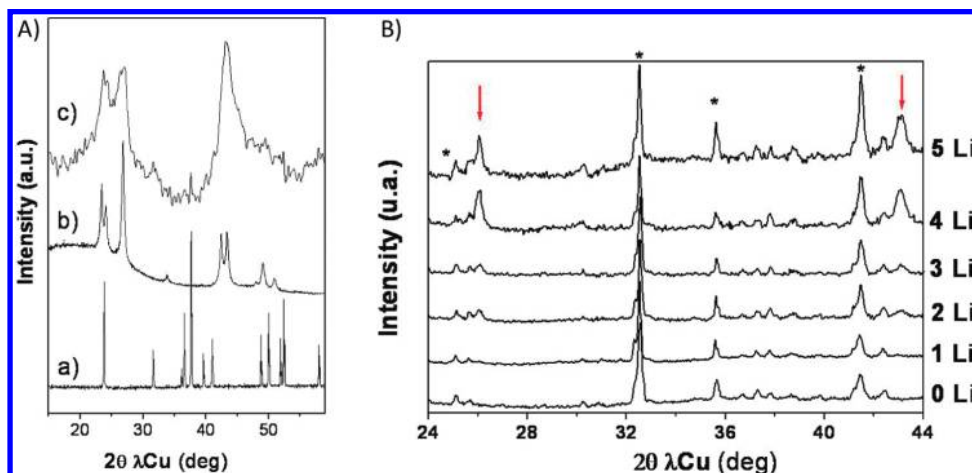 A)
c)
b)
a)
Intensity (a.u.)
15 20 30 40 50
2θ λCu (deg)
B)
*
*
*
*
5 Li
4 Li
3 Li
2 Li
1 Li
0 Li
Intensity (u.a.)
24 28 32 36 40 44
2θ λCu (deg)